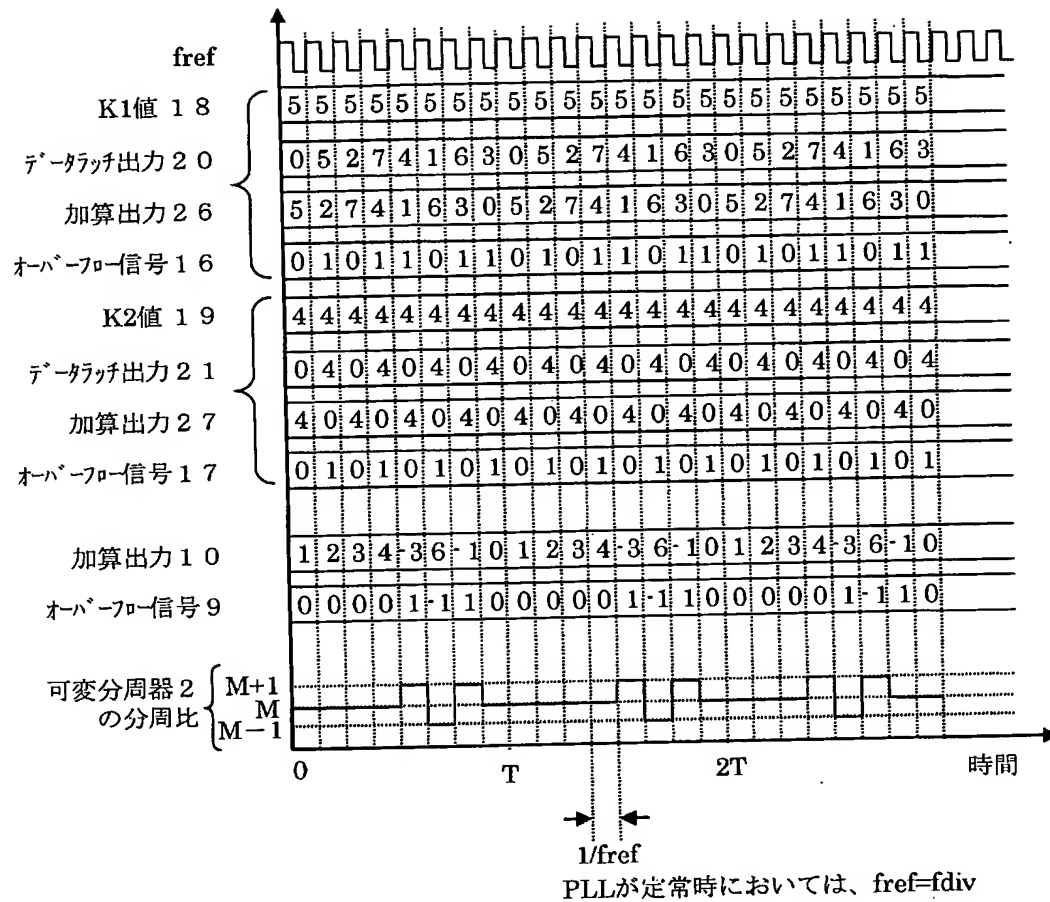 fref
K1値 18 5 5 5 5 5 5 5 5 5 5 5 5 5 5 5 5 5 5 5 5 5 5 5 5
データラッチ出力20 0 5 2 7 4 1 6 3 0 5 2 7 4 1 6 3 0 5 2 7 4 1 6 3
加算出力26 5 2 7 4 1 6 3 0 5 2 7 4 1 6 3 0 5 2 7 4 1 6 3 0
オーバーフロー信号16 0 1 0 1 1 0 1 1 0 1 0 1 1 0 1 1 0 1 0 1 1 0 1 1
K2値 19 4 4 4 4 4 4 4 4 4 4 4 4 4 4 4 4 4 4 4 4 4 4 4 4
データラッチ出力21 0 4 0 4 0 4 0 4 0 4 0 4 0 4 0 4 0 4 0 4 0 4 0 4
加算出力27 4 0 4 0 4 0 4 0 4 0 4 0 4 0 4 0 4 0 4 0 4 0 4 0
オーバーフロー信号17 0 1 0 1 0 1 0 1 0 1 0 1 0 1 0 1 0 1 0 1 0 1 0 1
加算出力10 1 2 3 4 -3 6 -1 0 1 2 3 4 -3 6 -1 0 1 2 3 4 -3 6 -1 0
オーバーフロー信号9 0 0 0 0 1 -1 1 0 0 0 0 0 1 -1 1 0 0 0 0 0 1 -1 1 0
可変分周器2
の分周比
M+1
M
M−1
0 T 2T 時間
1/fref
PLLが定常時においては、fref=fdiv